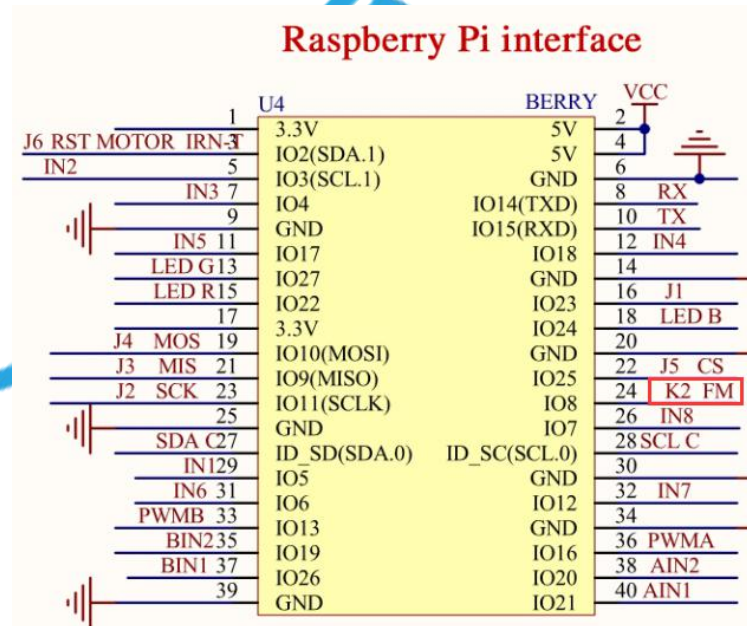 Raspberry Pi interface
U4 BERRY VCC
1 3.3V 5V 2
J6 RST MOTOR IRN-T 3 IO2(SDA.1) 5V 4
IN2 5 IO3(SCL.1) GND 6
IN3 7 IO4 IO14(TXD) 8 RX
9 GND IO15(RXD) 10 TX
IN5 11 IO17 IO18 12 IN4
LED G 13 IO27 GND 14
LED R 15 IO22 IO23 16 J1
17 3.3V IO24 18 LED B
J4 MOS 19 IO10(MOSI) GND 20
J3 MIS 21 IO9(MISO) IO25 22 J5 CS
J2 SCK 23 IO11(SCLK) IO8 24 K2 FM
25 GND IO7 26 IN8
SDA C 27 ID_SD(SDA.0) ID_SC(SCL.0) 28 SCL C
IN1 29 IO5 GND 30
IN6 31 IO6 IO12 32 IN7
PWMB 33 IO13 GND 34
BIN2 35 IO19 IO16 36 PWMA
BIN1 37 IO26 IO20 38 AIN2
39 GND IO21 40 AIN1